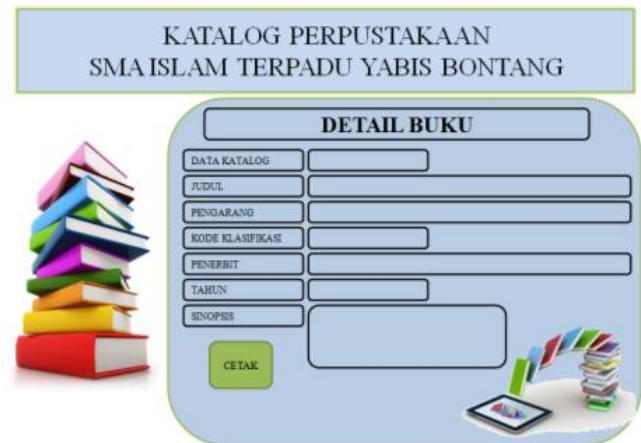 KATALOG PERPUSTAKAAN
SMA ISLAM TERPADU YABIS BONTANG
DETAIL BUKU
DATA KATALOG
JUDUL
PENGARANG
KODE KLASIFIKASI
PENERBIT
TAHUN
SINOPSIS
CETAK